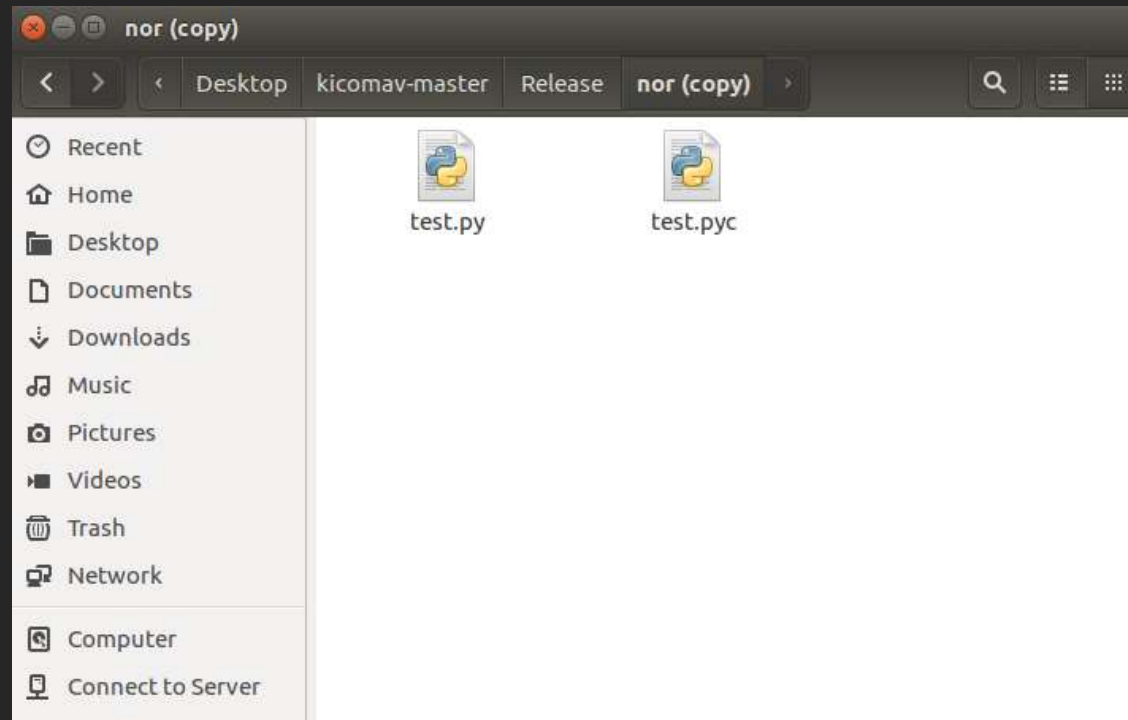 nor (copy)
Desktop kicomav-master Release nor (copy)
Recent
Home
Desktop
Documents
Downloads
Music
Pictures
Videos
Trash
Network
Computer
Connect to Server
test.py test.pyc